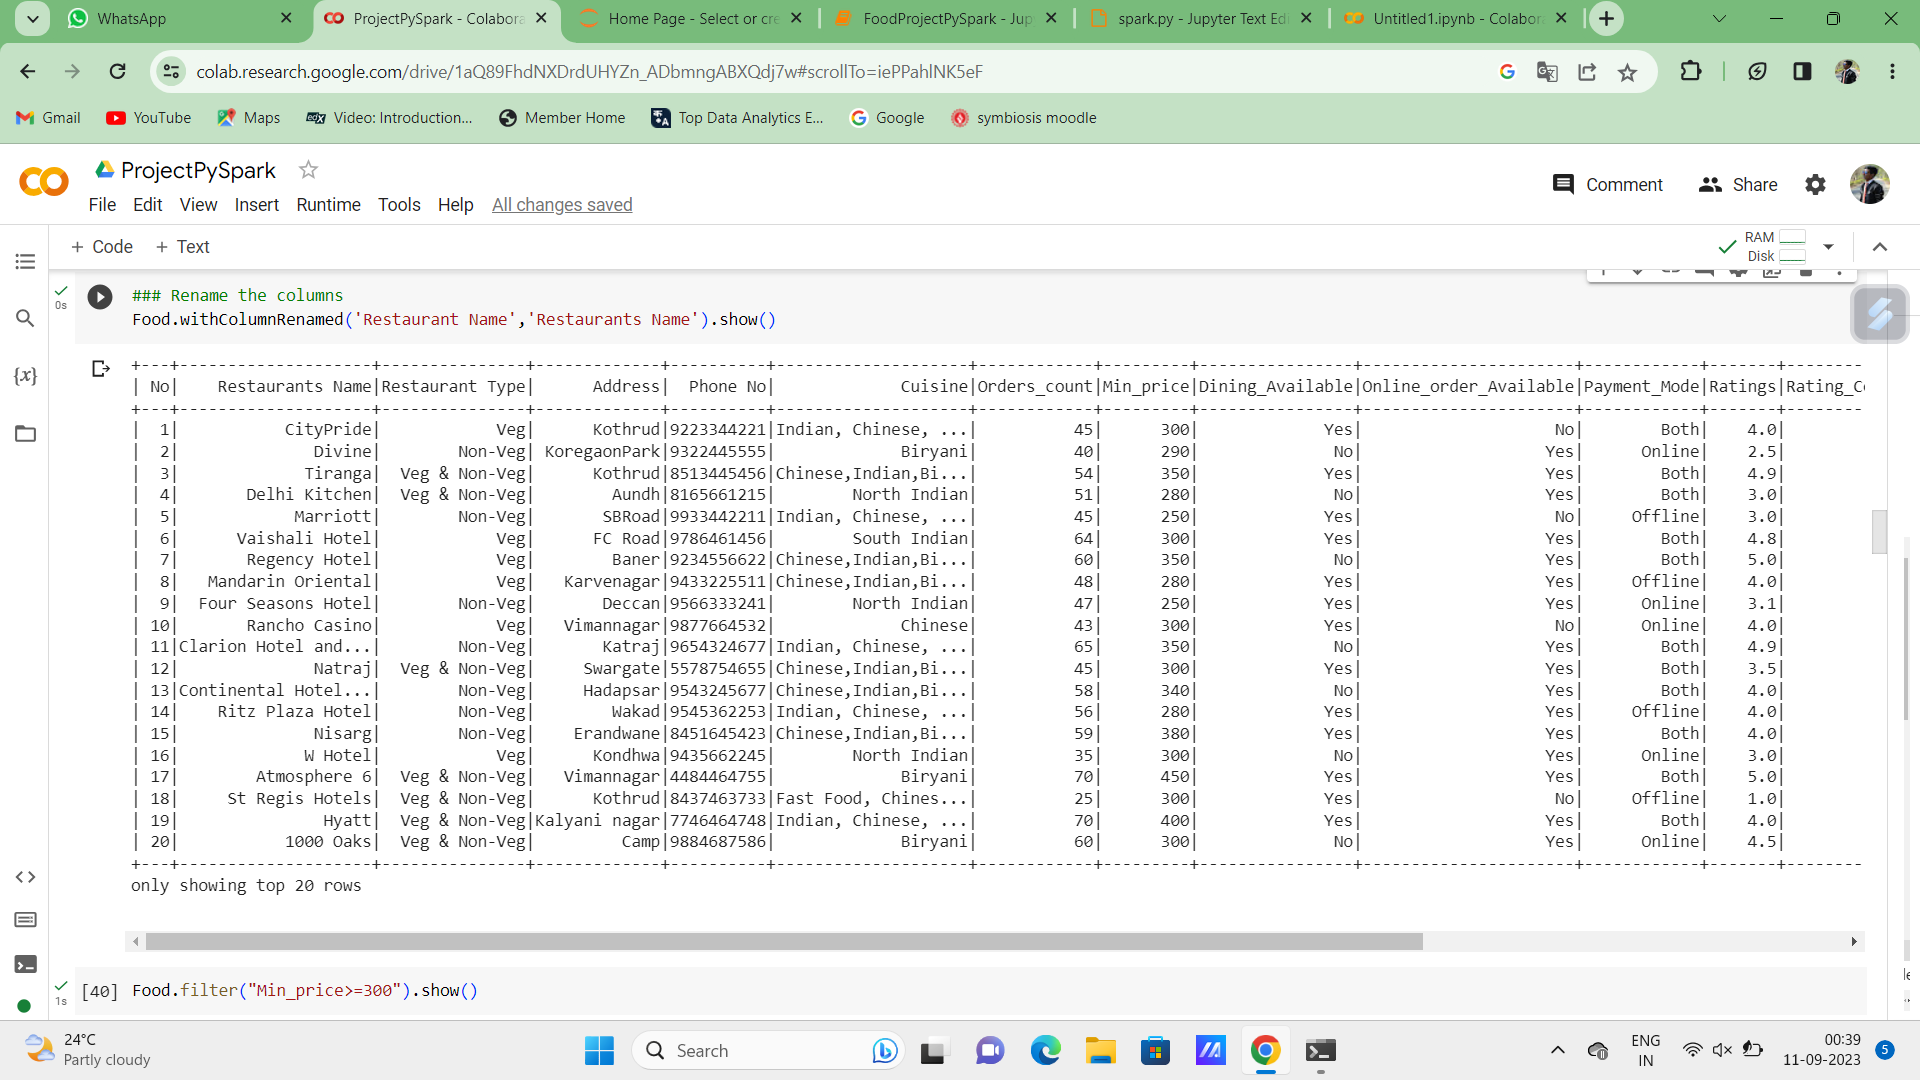 WhatsApp
ProjectPySpark - Colabora
Home Page - Select or cre
FoodProjectPySpark - Jup
spark.py - Jupyter Text Edi
Untitled1.ipynb - Colabora
colab.research.google.com/drive/1aQ89FhdNXDrdUHYZn_ADbmngABXQdj7w#scrollTo=iePPahlNK5eF
Gmail
YouTube
Maps
Video: Introduction...
Member Home
Top Data Analytics E...
Google
symbiosis moodle
ProjectPySpark
File Edit View Insert Runtime Tools Help All changes saved
Comment
Share
+ Code + Text
RAM
Disk
0s
### Rename the columns
Food.withColumnRenamed('Restaurant Name','Restaurants Name').show()
+---+--------------------+---------------+-------------+----------+--------------------+------------+---------+----------------+----------------------+------------+-------+--------
| No|    Restaurants Name|Restaurant Type|      Address|  Phone No|             Cuisine|Orders_count|Min_price|Dining_Available|Online_order_Available|Payment_Mode|Ratings|Rating_Co
+---+--------------------+---------------+-------------+----------+--------------------+------------+---------+----------------+----------------------+------------+-------+--------
|  1|           CityPride|            Veg|      Kothrud|9223344221|Indian, Chinese, ...|          45|      300|             Yes|                    No|        Both|    4.0|
|  2|              Divine|        Non-Veg| KoregaonPark|9322445555|             Biryani|          40|      290|              No|                   Yes|      Online|    2.5|
|  3|             Tiranga|  Veg & Non-Veg|      Kothrud|8513445456|Chinese,Indian,Bi...|          54|      350|             Yes|                   Yes|        Both|    4.9|
|  4|       Delhi Kitchen|  Veg & Non-Veg|        Aundh|8165661215|        North Indian|          51|      280|              No|                   Yes|        Both|    3.0|
|  5|            Marriott|        Non-Veg|       SBRoad|9933442211|Indian, Chinese, ...|          45|      250|             Yes|                    No|     Offline|    3.0|
|  6|      Vaishali Hotel|            Veg|      FC Road|9786461456|        South Indian|          64|      300|             Yes|                   Yes|        Both|    4.8|
|  7|       Regency Hotel|            Veg|        Baner|9234556622|Chinese,Indian,Bi...|          60|      350|              No|                   Yes|        Both|    5.0|
|  8|   Mandarin Oriental|            Veg|   Karvenagar|9433225511|Chinese,Indian,Bi...|          48|      280|             Yes|                   Yes|     Offline|    4.0|
|  9|  Four Seasons Hotel|        Non-Veg|       Deccan|9566333241|        North Indian|          47|      250|             Yes|                   Yes|      Online|    3.1|
| 10|       Rancho Casino|            Veg|   Vimannagar|9877664532|             Chinese|          43|      300|             Yes|                    No|      Online|    4.0|
| 11|Clarion Hotel and...|        Non-Veg|       Katraj|9654324677|Indian, Chinese, ...|          65|      350|              No|                   Yes|        Both|    4.9|
| 12|              Natraj|  Veg & Non-Veg|     Swargate|5578754655|Chinese,Indian,Bi...|          45|      300|             Yes|                   Yes|        Both|    3.5|
| 13|Continental Hotel...|        Non-Veg|     Hadapsar|9543245677|Chinese,Indian,Bi...|          58|      340|              No|                   Yes|        Both|    4.0|
| 14|    Ritz Plaza Hotel|        Non-Veg|        Wakad|9545362253|Indian, Chinese, ...|          56|      280|             Yes|                   Yes|     Offline|    4.0|
| 15|              Nisarg|        Non-Veg|    Erandwane|8451645423|Chinese,Indian,Bi...|          59|      380|             Yes|                   Yes|        Both|    4.0|
| 16|             W Hotel|            Veg|      Kondhwa|9435662245|        North Indian|          35|      300|              No|                   Yes|      Online|    3.0|
| 17|        Atmosphere 6|  Veg & Non-Veg|   Vimannagar|4484464755|             Biryani|          70|      450|             Yes|                   Yes|        Both|    5.0|
| 18|     St Regis Hotels|  Veg & Non-Veg|      Kothrud|8437463733|Fast Food, Chines...|          25|      300|             Yes|                    No|     Offline|    1.0|
| 19|               Hyatt|  Veg & Non-Veg|Kalyani nagar|7746464748|Indian, Chinese, ...|          70|      400|             Yes|                   Yes|        Both|    4.0|
| 20|           1000 Oaks|  Veg & Non-Veg|         Camp|9884687586|             Biryani|          60|      300|              No|                   Yes|      Online|    4.5|
+---+--------------------+---------------+-------------+----------+--------------------+------------+---------+----------------+----------------------+------------+-------+--------
only showing top 20 rows
1s
[40] Food.filter("Min_price>=300").show()
24°C
Partly cloudy
Search
ENG
IN
00:39
11-09-2023
5